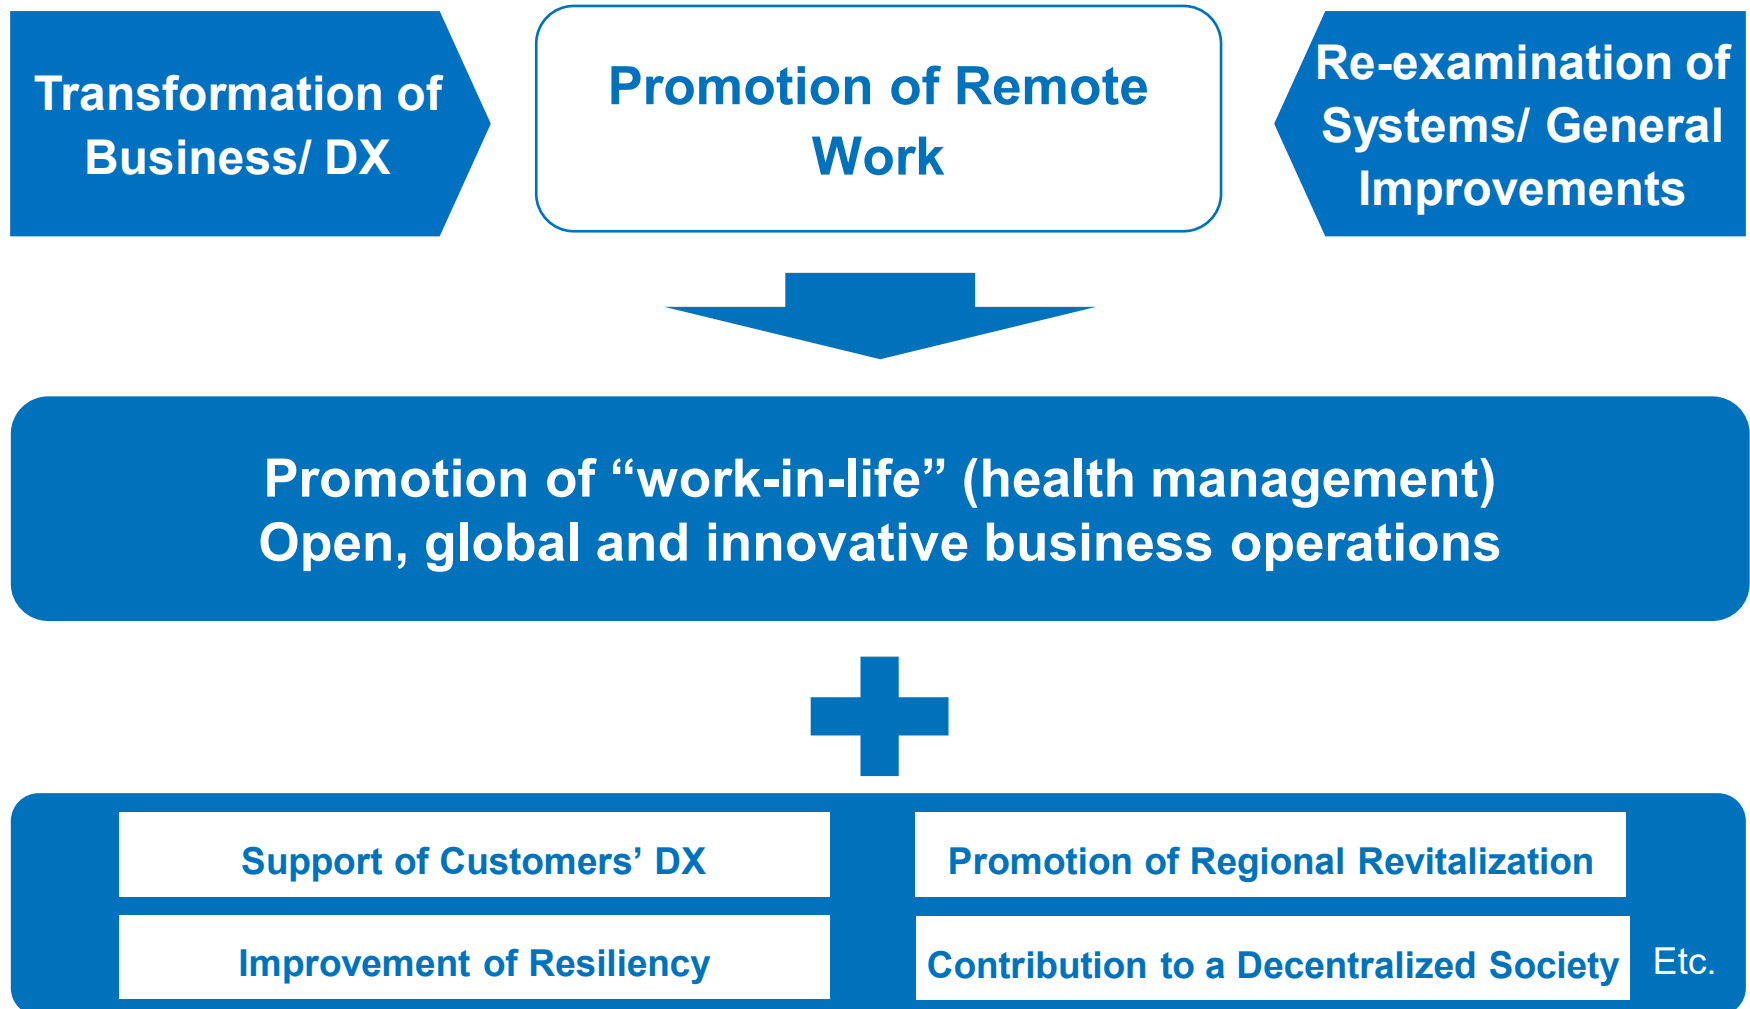 Transformation of
Business/ DX
Promotion of Remote
Work
Re-examination of
Systems/ General
Improvements
Promotion of “work-in-life” (health management)
Open, global and innovative business operations
Support of Customers’ DX
Promotion of Regional Revitalization
Improvement of Resiliency
Contribution to a Decentralized Society
Etc.